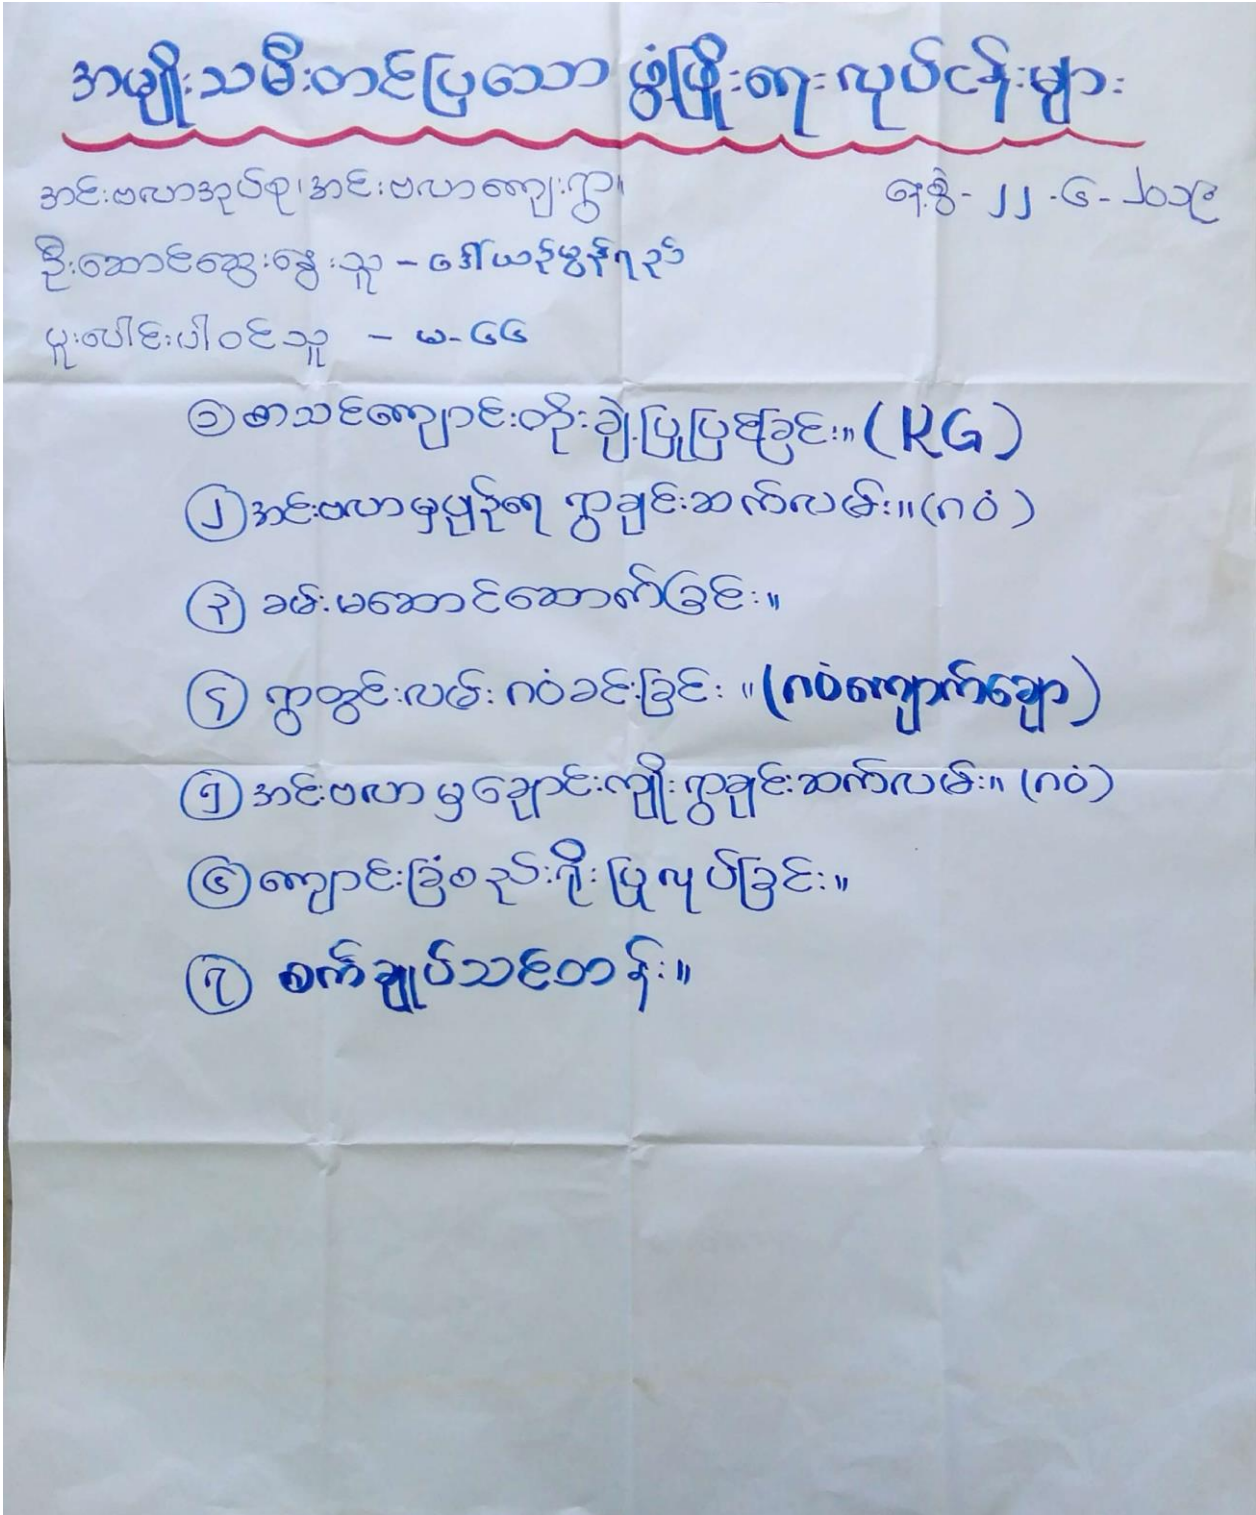 အမျိုးသမီးတင်ပြသော ဖွံ့ဖြိုးရေးလုပ်ငန်းများ
အင်းဗလာအုပ်စု၊ အင်းဗလာကျေးရွာ။ နေ့စွဲ - ၂၂ - ၆ - ၂၀၁၉
ဦးဆောင်ဆွေးနွေးသူ - ဒေါ်ယဉ်မွန်ရည်
ပူးပေါင်းပါဝင်သူ - မ - ၆၆
၁ စာသင်ကျောင်းတိုးချဲ့ပြုပြင်ခြင်း။ (KG)
၂ အင်းဗလာမှပျဉ်ရေ ရွာချင်းဆက်လမ်း။ (ဂဝံ)
၃ ခမ်းမဆောင်ဆောက်ခြင်း။
၄ ရွာတွင်းလမ်း ဂဝံခင်းခြင်း ။ (ဂဝံကျောက်ချော)
၅ အင်းဗလာမှ ချောင်းကျိုးရွာချင်းဆက်လမ်း။ (ဂဝံ)
၆ ကျောင်းခြံစည်းရိုးပြုလုပ်ခြင်း။
၇ စက်ချုပ်သင်တန်း။